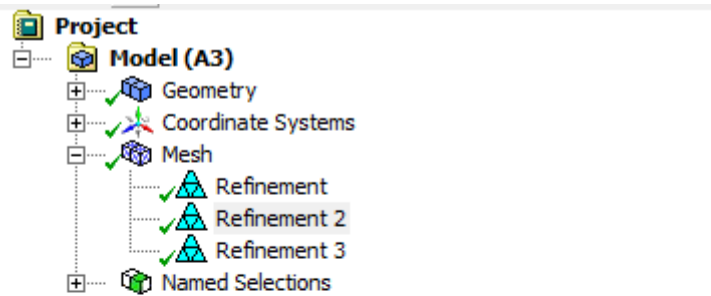 Project
Model (A3)
Geometry
Coordinate Systems
Mesh
Refinement
Refinement 2
Refinement 3
Named Selections